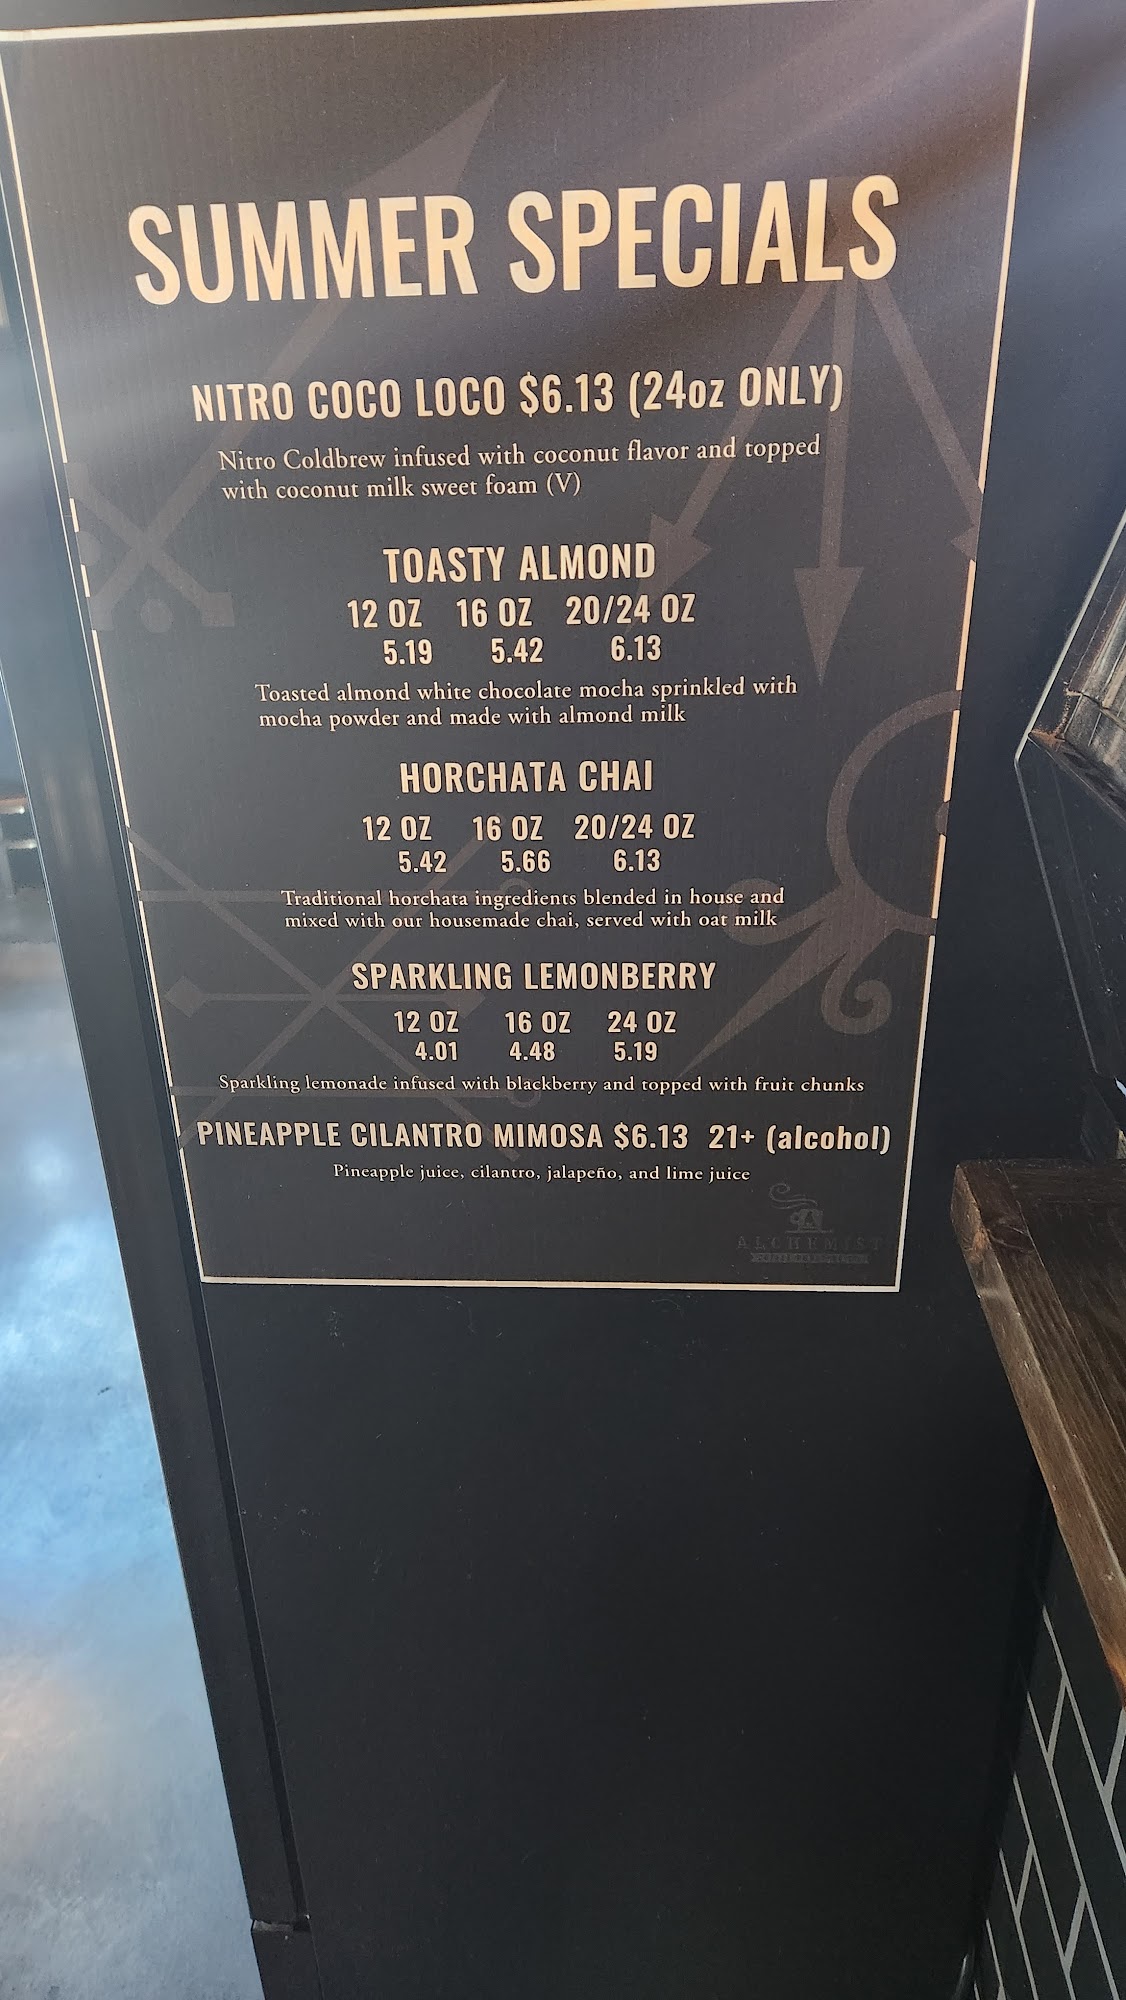 SUMMER SPECIALS
NITRO COCO LOCO $6.13 (24oz ONLY)
Nitro Coldbrew infused with coconut flavor and topped
with coconut milk sweet foam (V)
TOASTY ALMOND
12 OZ 16 OZ 20/24 OZ
5.19 5.42 6.13
Toasted almond white chocolate mocha sprinkled with
mocha powder and made with almond milk
HORCHATA CHAI
12 OZ 16 OZ 20/24 OZ
5.42 5.66 6.13
Traditional horchata ingredients blended in house and
mixed with our housemade chai, served with oat milk
SPARKLING LEMONBERRY
12 OZ 16 OZ 24 OZ
4.01 4.48 5.19
Sparkling lemonade infused with blackberry and topped with fruit chunks
PINEAPPLE CILANTRO MIMOSA $6.13 21+ (alcohol)
Pineapple juice, cilantro, jalapeño, and lime juice
ALCHEMIST